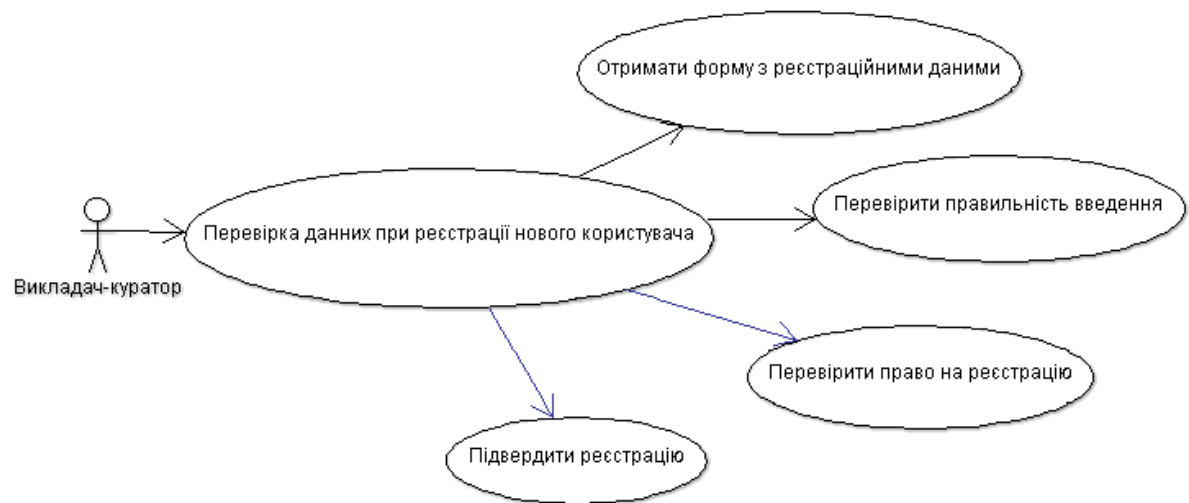 Отримати форму з реєстраційними даними
Перевірити правильність введення
Перевірка данних при реєстрації нового користувача
Викладач-куратор
Перевірити право на реєстрацію
Підвердити реєстрацію